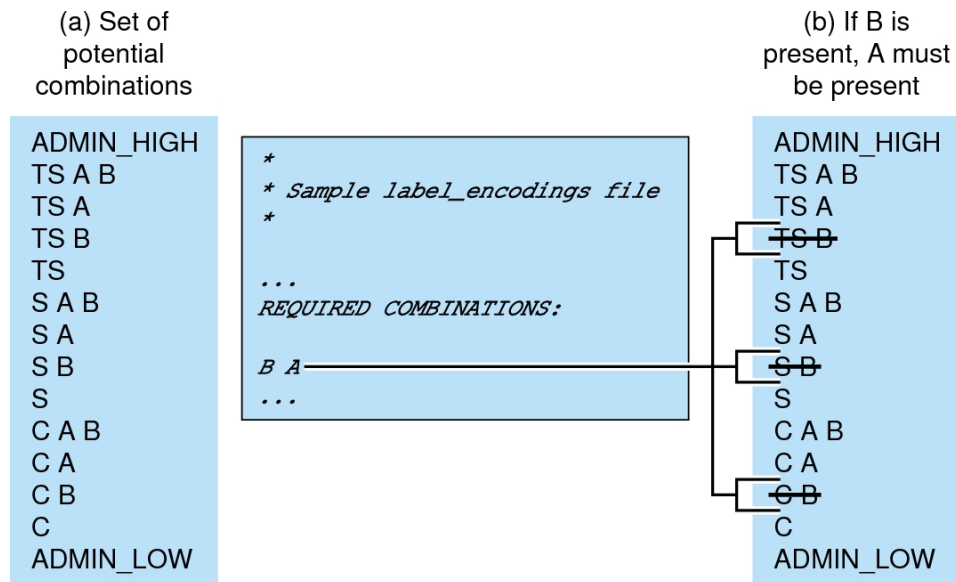 (a) Set of
potential
combinations
ADMIN_HIGH
TS A B
TS A
TS B
TS
S A B
S A
S B
S
C A B
C A
C B
C
ADMIN_LOW
*
* Sample label_encodings file
*
...
REQUIRED COMBINATIONS:
B A
...
(b) If B is
present, A must
be present
ADMIN_HIGH
TS A B
TS A
TS B
TS
S A B
S A
S B
S
C A B
C A
C B
C
ADMIN_LOW